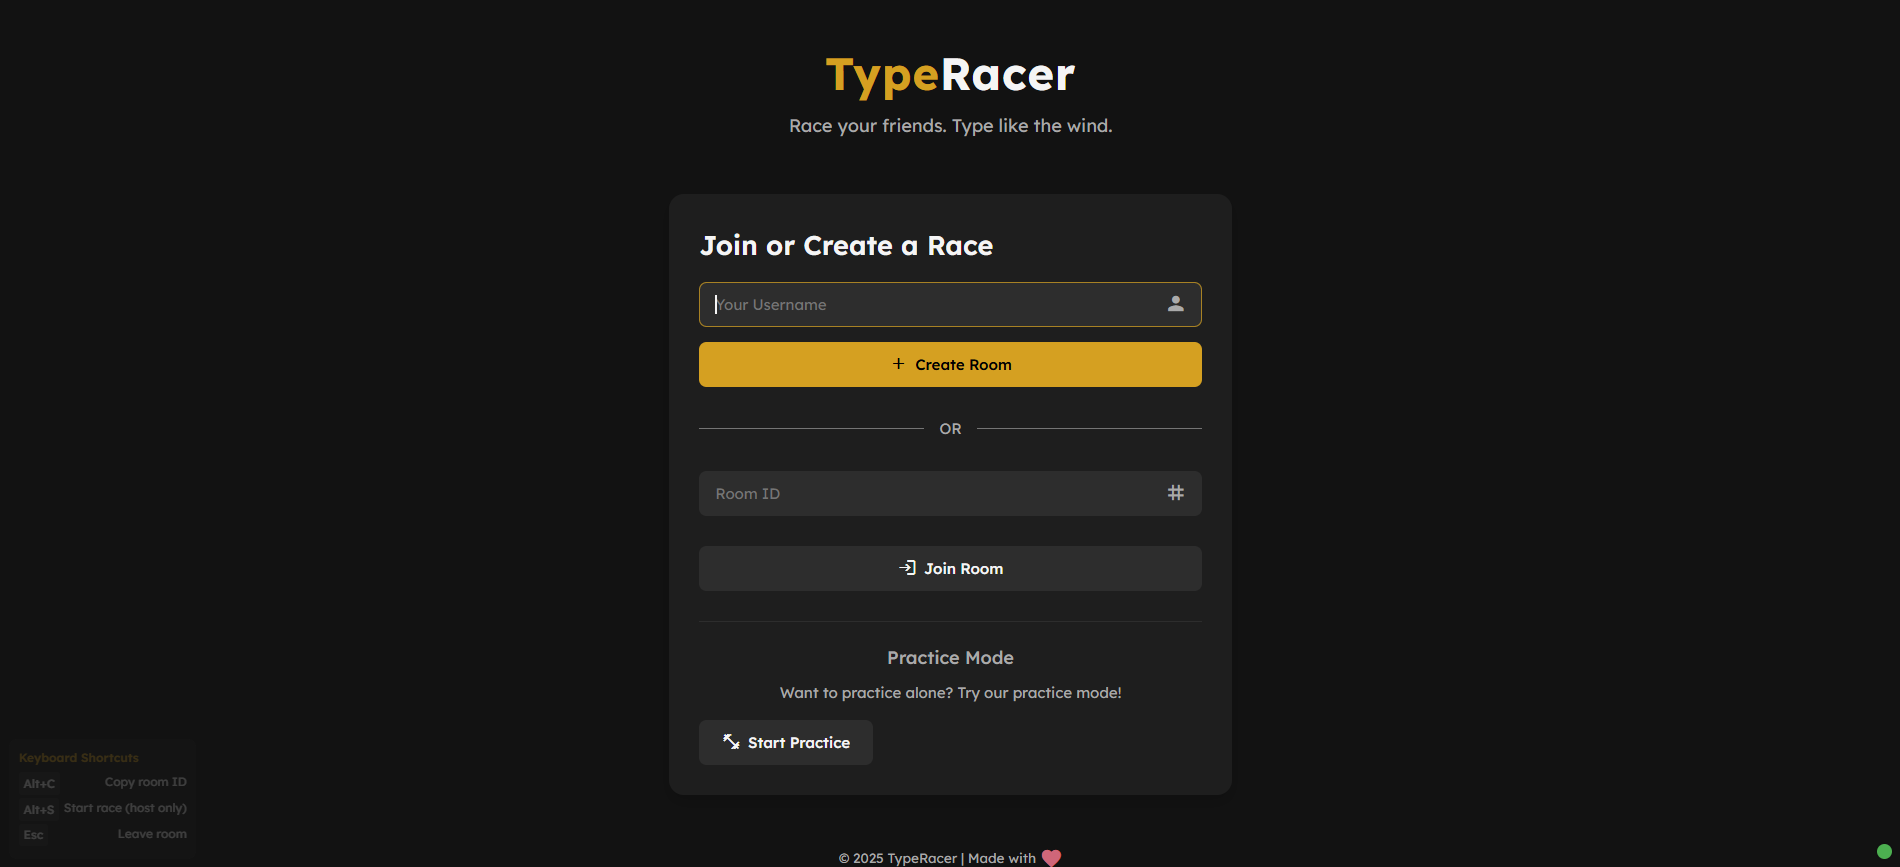 TypeRacer
Race your friends. Type like the wind.
Join or Create a Race
Your Username
+ Create Room
OR
Room ID #
Join Room
Practice Mode
Want to practice alone? Try our practice mode!
Start Practice
Keyboard Shortcuts
Alt+C Copy room ID
Alt+S Start race (host only)
Esc Leave room
© 2025 TypeRacer | Made with